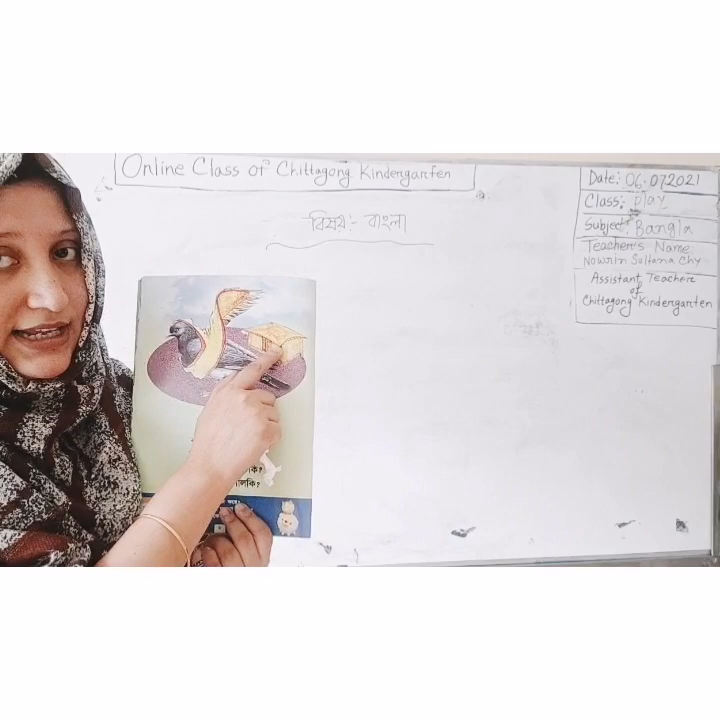 Online Class of Chittagong Kindergarten
Date: 06.07.2021
Class: Play
Subject: Bangla
Teacher's Name
Nowrin Sultana Chy
Assistant Teacher
of
Chittagong Kindergarten
বিষয়:- বাংলা